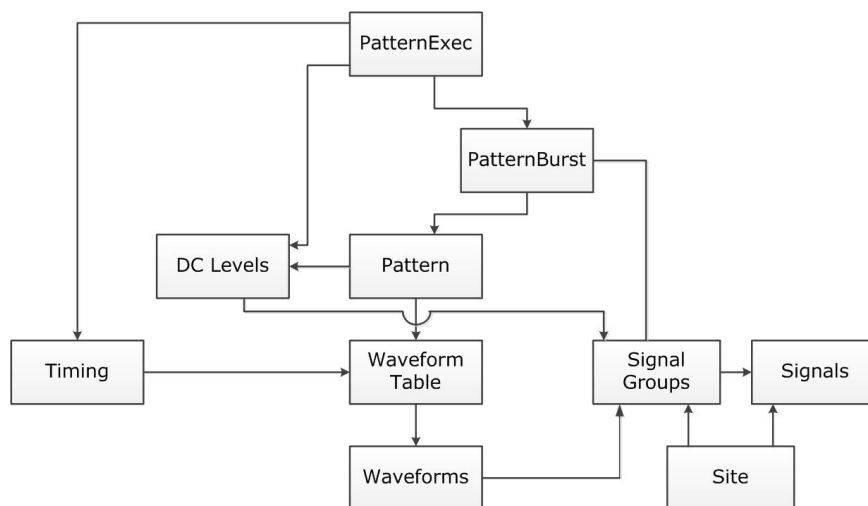 PatternExec
PatternBurst
DC Levels
Pattern
Timing
Waveform
Table
Signal
Groups
Signals
Waveforms
Site